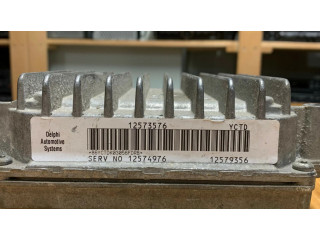 12573576 YCTD
Delphi
Automotive
Systems
SERV NO 12574976 12579356